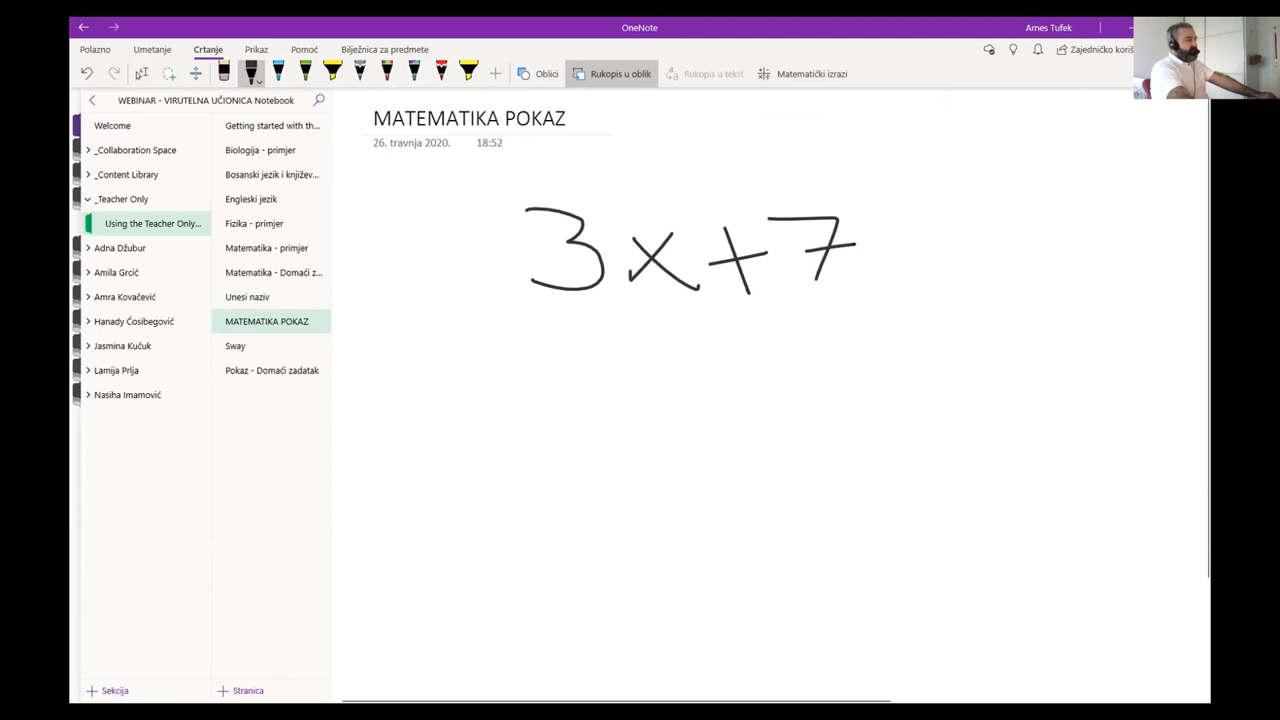 OneNote
Ames Tufek
Polazno Umetanje Crtanje Prikaz Pomoć Bilježnica za predmete
Zajedničko koriš
Oblici Rukopis u oblik Rukopis u tekst Matematički izrazi
WEBINAR - VIRUTELNA UČIONICA Notebook
Welcome
_Collaboration Space
_Content Library
_Teacher Only
Using the Teacher Only...
Adna Džubur
Amila Grcić
Amra Kovačević
Hanady Ćosibegović
Jasmina Kučuk
Lamija Prlja
Nasiha Imamović
Sekcija
Getting started with th...
Biologija - primjer
Bosanski jezik i književ...
Engleski jezik
Fizika - primjer
Matematika - primjer
Matematika - Domaći z...
Unesi naziv
MATEMATIKA POKAZ
Sway
Pokaz - Domaći zadatak
Stranica
MATEMATIKA POKAZ
26. travnja 2020. 18:52
3x+7